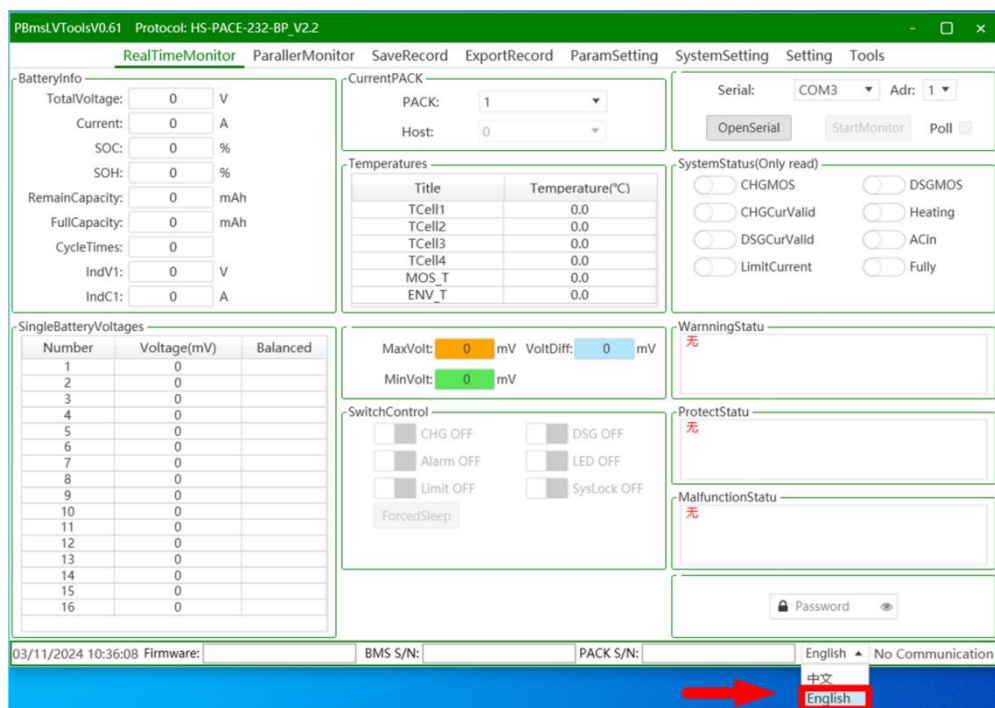 PBmsLVToolsV0.61 Protocol: HS-PACE-232-BP_V2.2
RealTimeMonitor ParallerMonitor SaveRecord ExportRecord ParamSetting SystemSetting Setting Tools
BatteryInfo
TotalVoltage: 0 V
Current: 0 A
SOC: 0 %
SOH: 0 %
RemainCapacity: 0 mAh
FullCapacity: 0 mAh
CycleTimes: 0
IndV1: 0 V
IndC1: 0 A
CurrentPACK
PACK: 1
Host: 0
Serial: COM3 Adr: 1
OpenSerial StartMonitor Poll
Temperatures
Title Temperature(℃)
TCell1 0.0
TCell2 0.0
TCell3 0.0
TCell4 0.0
MOS_T 0.0
ENV_T 0.0
SystemStatus(Only read)
CHGMOS DSGMOS
CHGCurValid Heating
DSGCurValid ACin
LimitCurrent Fully
SingleBatteryVoltages
Number Voltage(mV) Balanced
1 0
2 0
3 0
4 0
5 0
6 0
7 0
8 0
9 0
10 0
11 0
12 0
13 0
14 0
15 0
16 0
MaxVolt: 0 mV VoltDiff: 0 mV
MinVolt: 0 mV
SwitchControl
CHG OFF DSG OFF
Alarm OFF LED OFF
Limit OFF SysLock OFF
ForcedSleep
WarnningStatu
无
ProtectStatu
无
MalfunctionStatu
无
Password
03/11/2024 10:36:08 Firmware: BMS S/N: PACK S/N: English No Communication
中文
English